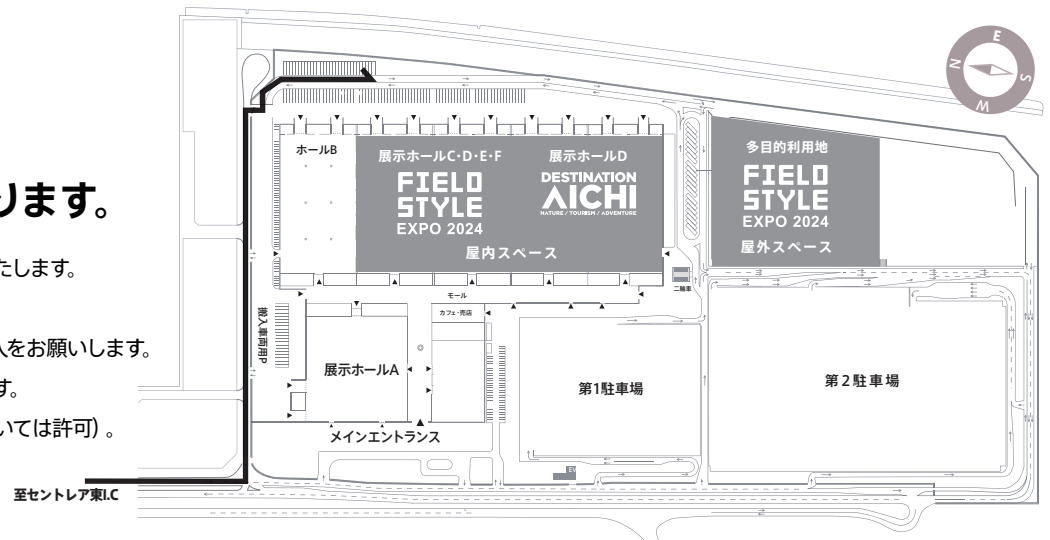 ります。
たします。
入をお願いします。
す。
いては許可）。
至セントレア東I.C
N
E
S
W
ホールB
展示ホールC・D・E・F
FIELD
STYLE
EXPO 2024
展示ホールD
DESTINATION
AICHI
NATURE / TOURISM / ADVENTURE
屋内スペース
多目的利用地
FIELD
STYLE
EXPO 2024
屋外スペース
二輪車
モール
カフェ・売店
搬入車両用P
展示ホールA
メインエントランス
第1駐車場
第2駐車場
EV